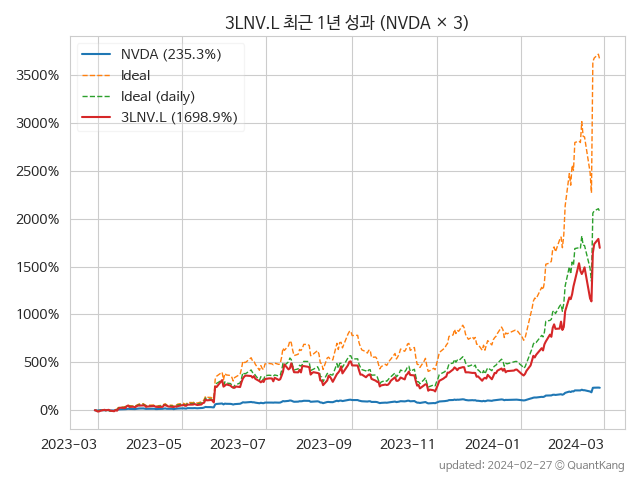 3LNV.L 최근 1년 성과 (NVDA × 3)
NVDA (235.3%)
Ideal
Ideal (daily)
3LNV.L (1698.9%)
3500%
3000%
2500%
2000%
1500%
1000%
500%
0%
2023-03 2023-05 2023-07 2023-09 2023-11 2024-01 2024-03
updated: 2024-02-27 © QuantKang